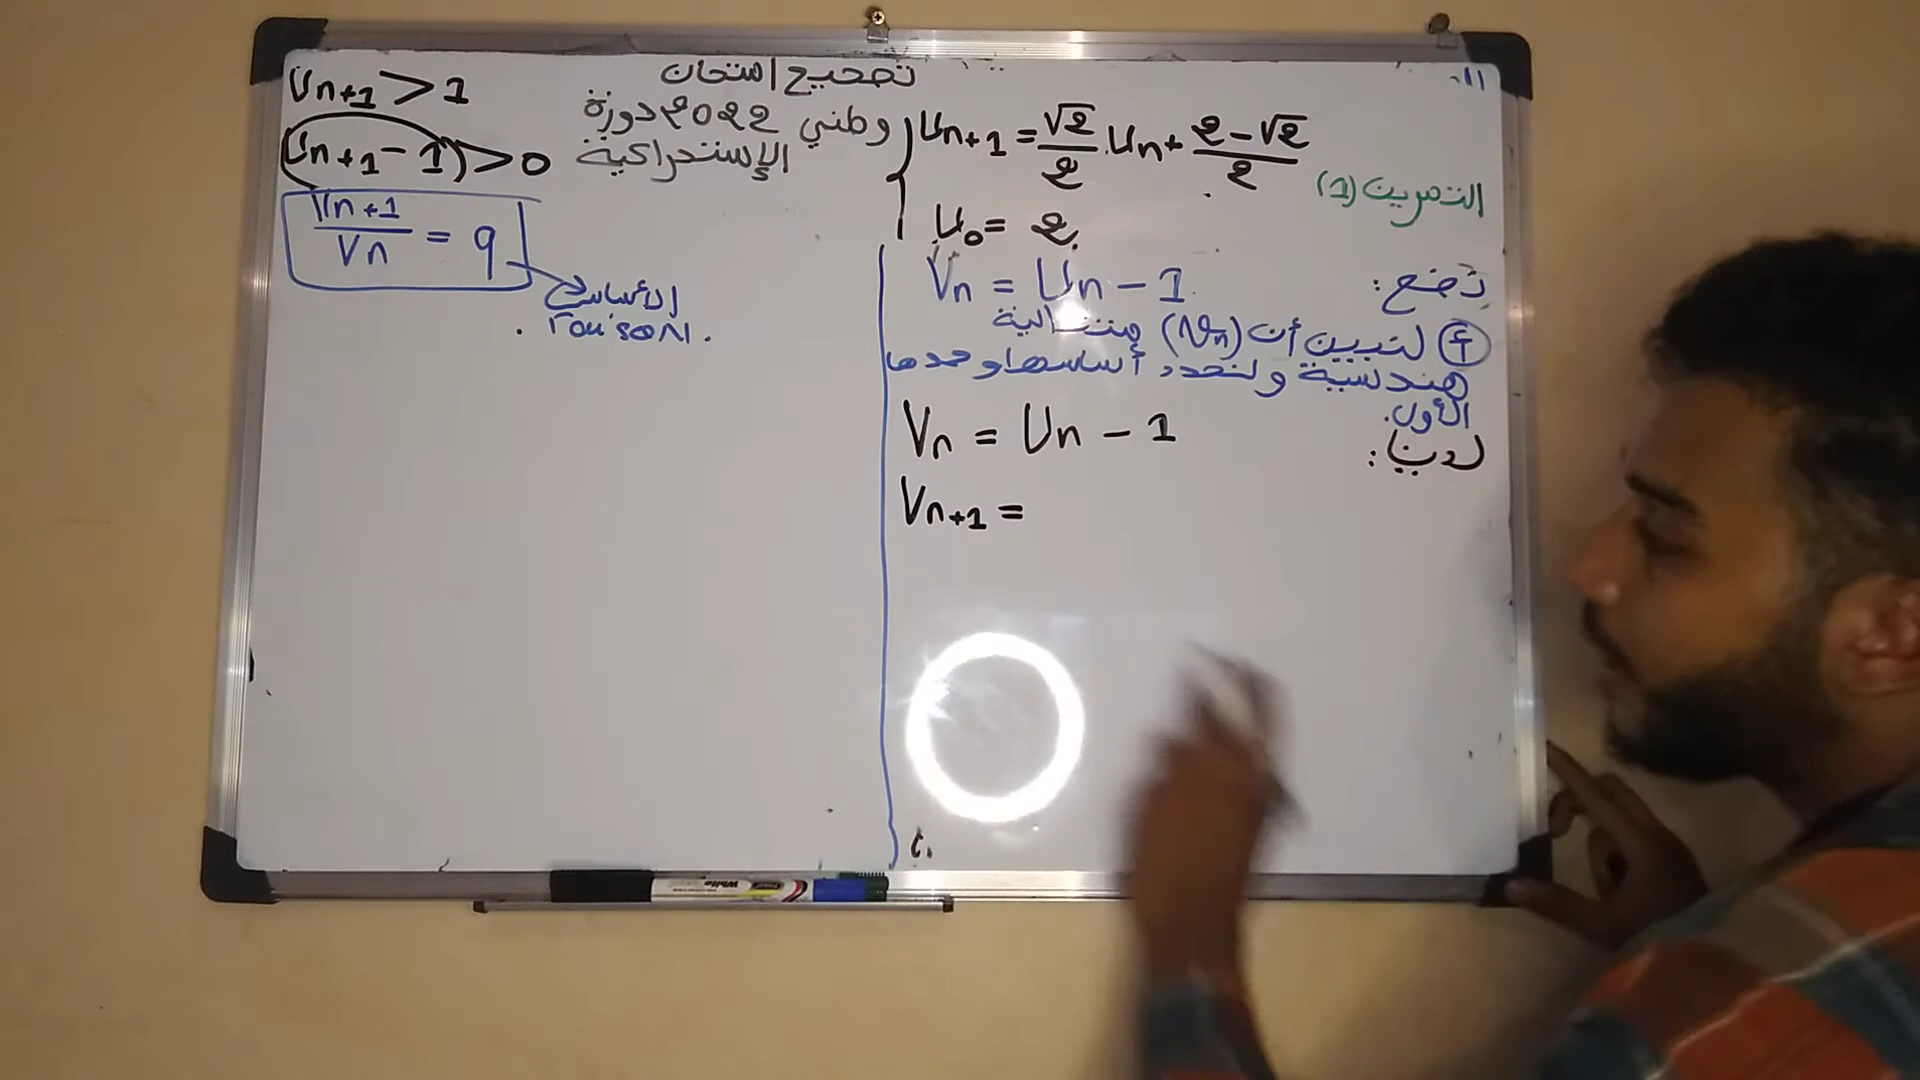 تصحيح امتحان
وطني 2022 دورة
الإستدراكية
التمرين (1)
Un+1 = √2/2 . Un + 2-√2/2
U0 = 2
نضع :
Vn = Un - 1
أ لنبين أن (Vn) متتالية
هندسية ولنحدد أساسها وحدها
الأول.
لدينا :
Vn = Un - 1
Vn+1 =
Un+1 > 1
(Un+1 - 1) > 0
Vn+1/Vn = q
الأساس
raison
White